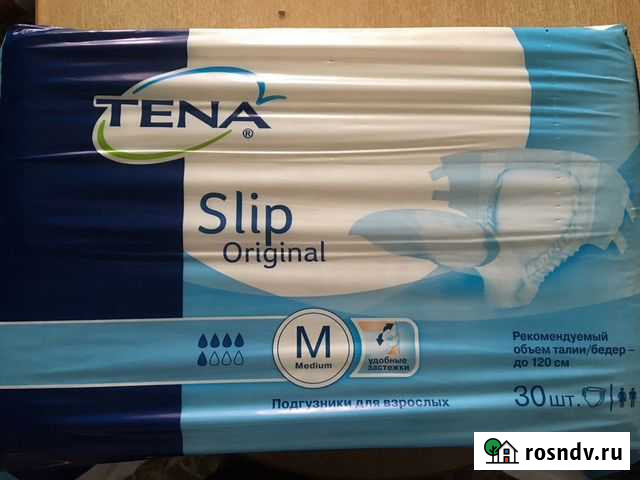 TENA®
Slip
Original
M
Medium
удобные
застежки
Рекомендуемый
объем талии/бедер –
до 120 см
30 шт.
Подгузники для взрослых
rosndv.ru